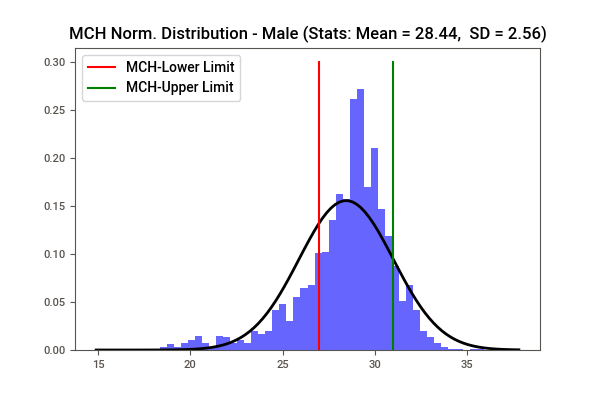 MCH Norm. Distribution - Male (Stats: Mean = 28.44,  SD = 2.56)
MCH-Lower Limit
MCH-Upper Limit
0.30
0.25
0.20
0.15
0.10
0.05
0.00
15 20 25 30 35